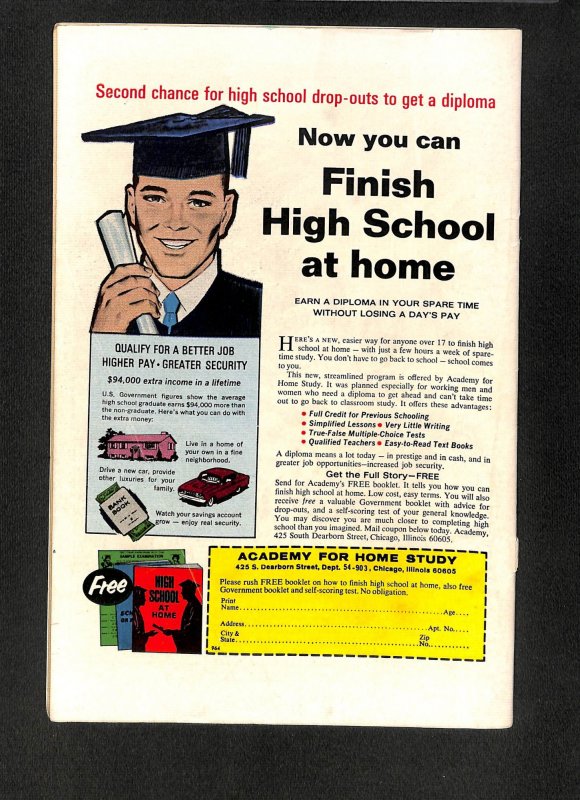 Second chance for high school drop-outs to get a diploma
Now you can
Finish
High School
at home
EARN A DIPLOMA IN YOUR SPARE TIME
WITHOUT LOSING A DAY'S PAY
QUALIFY FOR A BETTER JOB
HIGHER PAY • GREATER SECURITY
$94,000 extra income in a lifetime
U.S. Government figures show the average
high school graduate earns $94,000 more than
the non-graduate. Here's what you can do with
the extra money:
Live in a home of
your own in a fine
neighborhood.
Drive a new car, provide
other luxuries for your
family.
BANK
BOOK
Watch your savings account
grow — enjoy real security.
HERE'S A NEW, easier way for anyone over 17 to finish high
school at home — with just a few hours a week of spare-
time study. You don't have to go back to school — school comes
to you.
This new, streamlined program is offered by Academy for
Home Study. It was planned especially for working men and
women who need a diploma to get ahead and can't take time
out to go back to classroom study. It offers these advantages:
• Full Credit for Previous Schooling
• Simplified Lessons • Very Little Writing
• True-False Multiple-Choice Tests
• Qualified Teachers • Easy-to-Read Text Books
A diploma means a lot today — in prestige and in cash, and in
greater job opportunities—increased job security.
Get the Full Story—FREE
Send for Academy's FREE booklet. It tells you how you can
finish high school at home. Low cost, easy terms. You will also
receive free a valuable Government booklet with advice for
drop-outs, and a self-scoring test of your general knowledge.
You may discover you are much closer to completing high
school than you imagined. Mail coupon below today. Academy,
425 South Dearborn Street, Chicago, Illinois 60605.
Free
SAMPLE EXAMINATION
HIGH
SCHOOL
AT
HOME
ACADEMY FOR HOME STUDY
425 S. Dearborn Street, Dept. 54-903, Chicago, Illinois 60605
Please rush FREE booklet on how to finish high school at home, also free
Government booklet and self-scoring test. No obligation.
Print
Name Age
Address Apt. No.
City & Zip
State No.
964